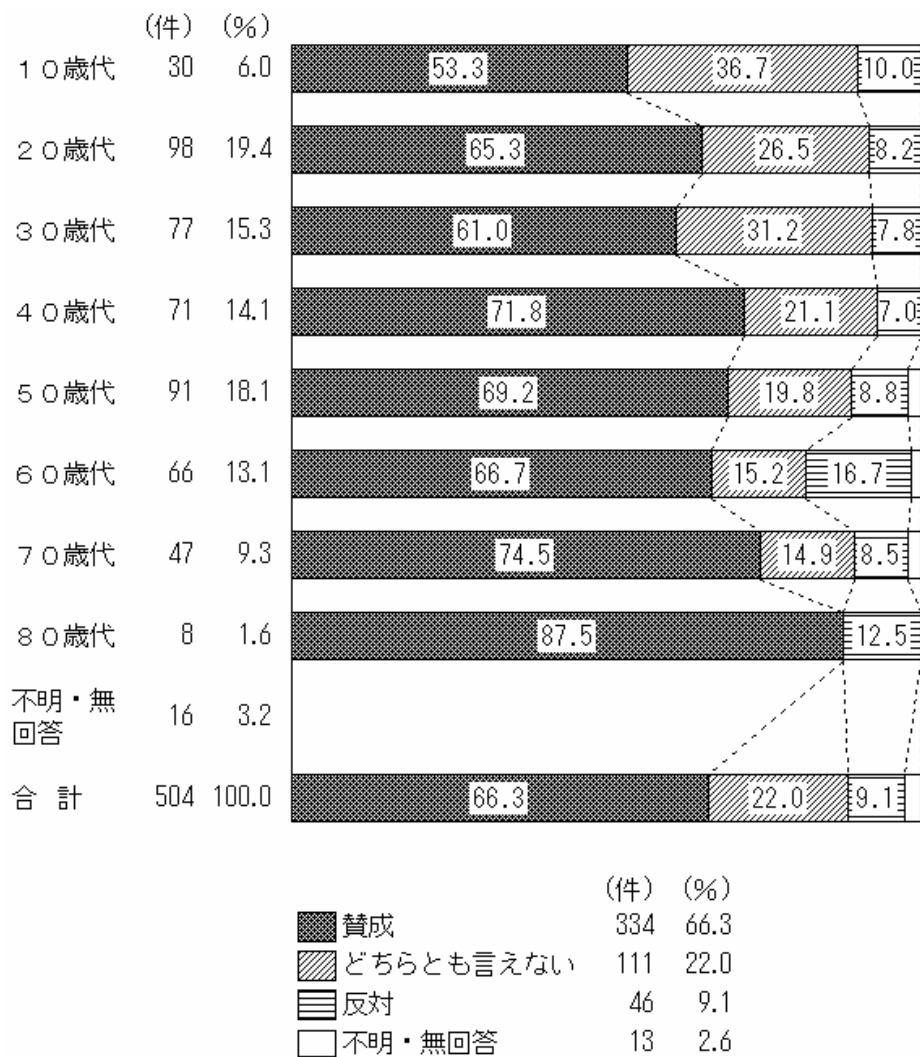 (件) (%)
10歳代 30 6.0 53.3 36.7 10.0
20歳代 98 19.4 65.3 26.5 8.2
30歳代 77 15.3 61.0 31.2 7.8
40歳代 71 14.1 71.8 21.1 7.0
50歳代 91 18.1 69.2 19.8 8.8
60歳代 66 13.1 66.7 15.2 16.7
70歳代 47 9.3 74.5 14.9 8.5
80歳代 8 1.6 87.5 12.5
不明・無
回答 16 3.2
合 計 504 100.0 66.3 22.0 9.1
(件) (%)
賛成 334 66.3
どちらとも言えない 111 22.0
反対 46 9.1
不明・無回答 13 2.6